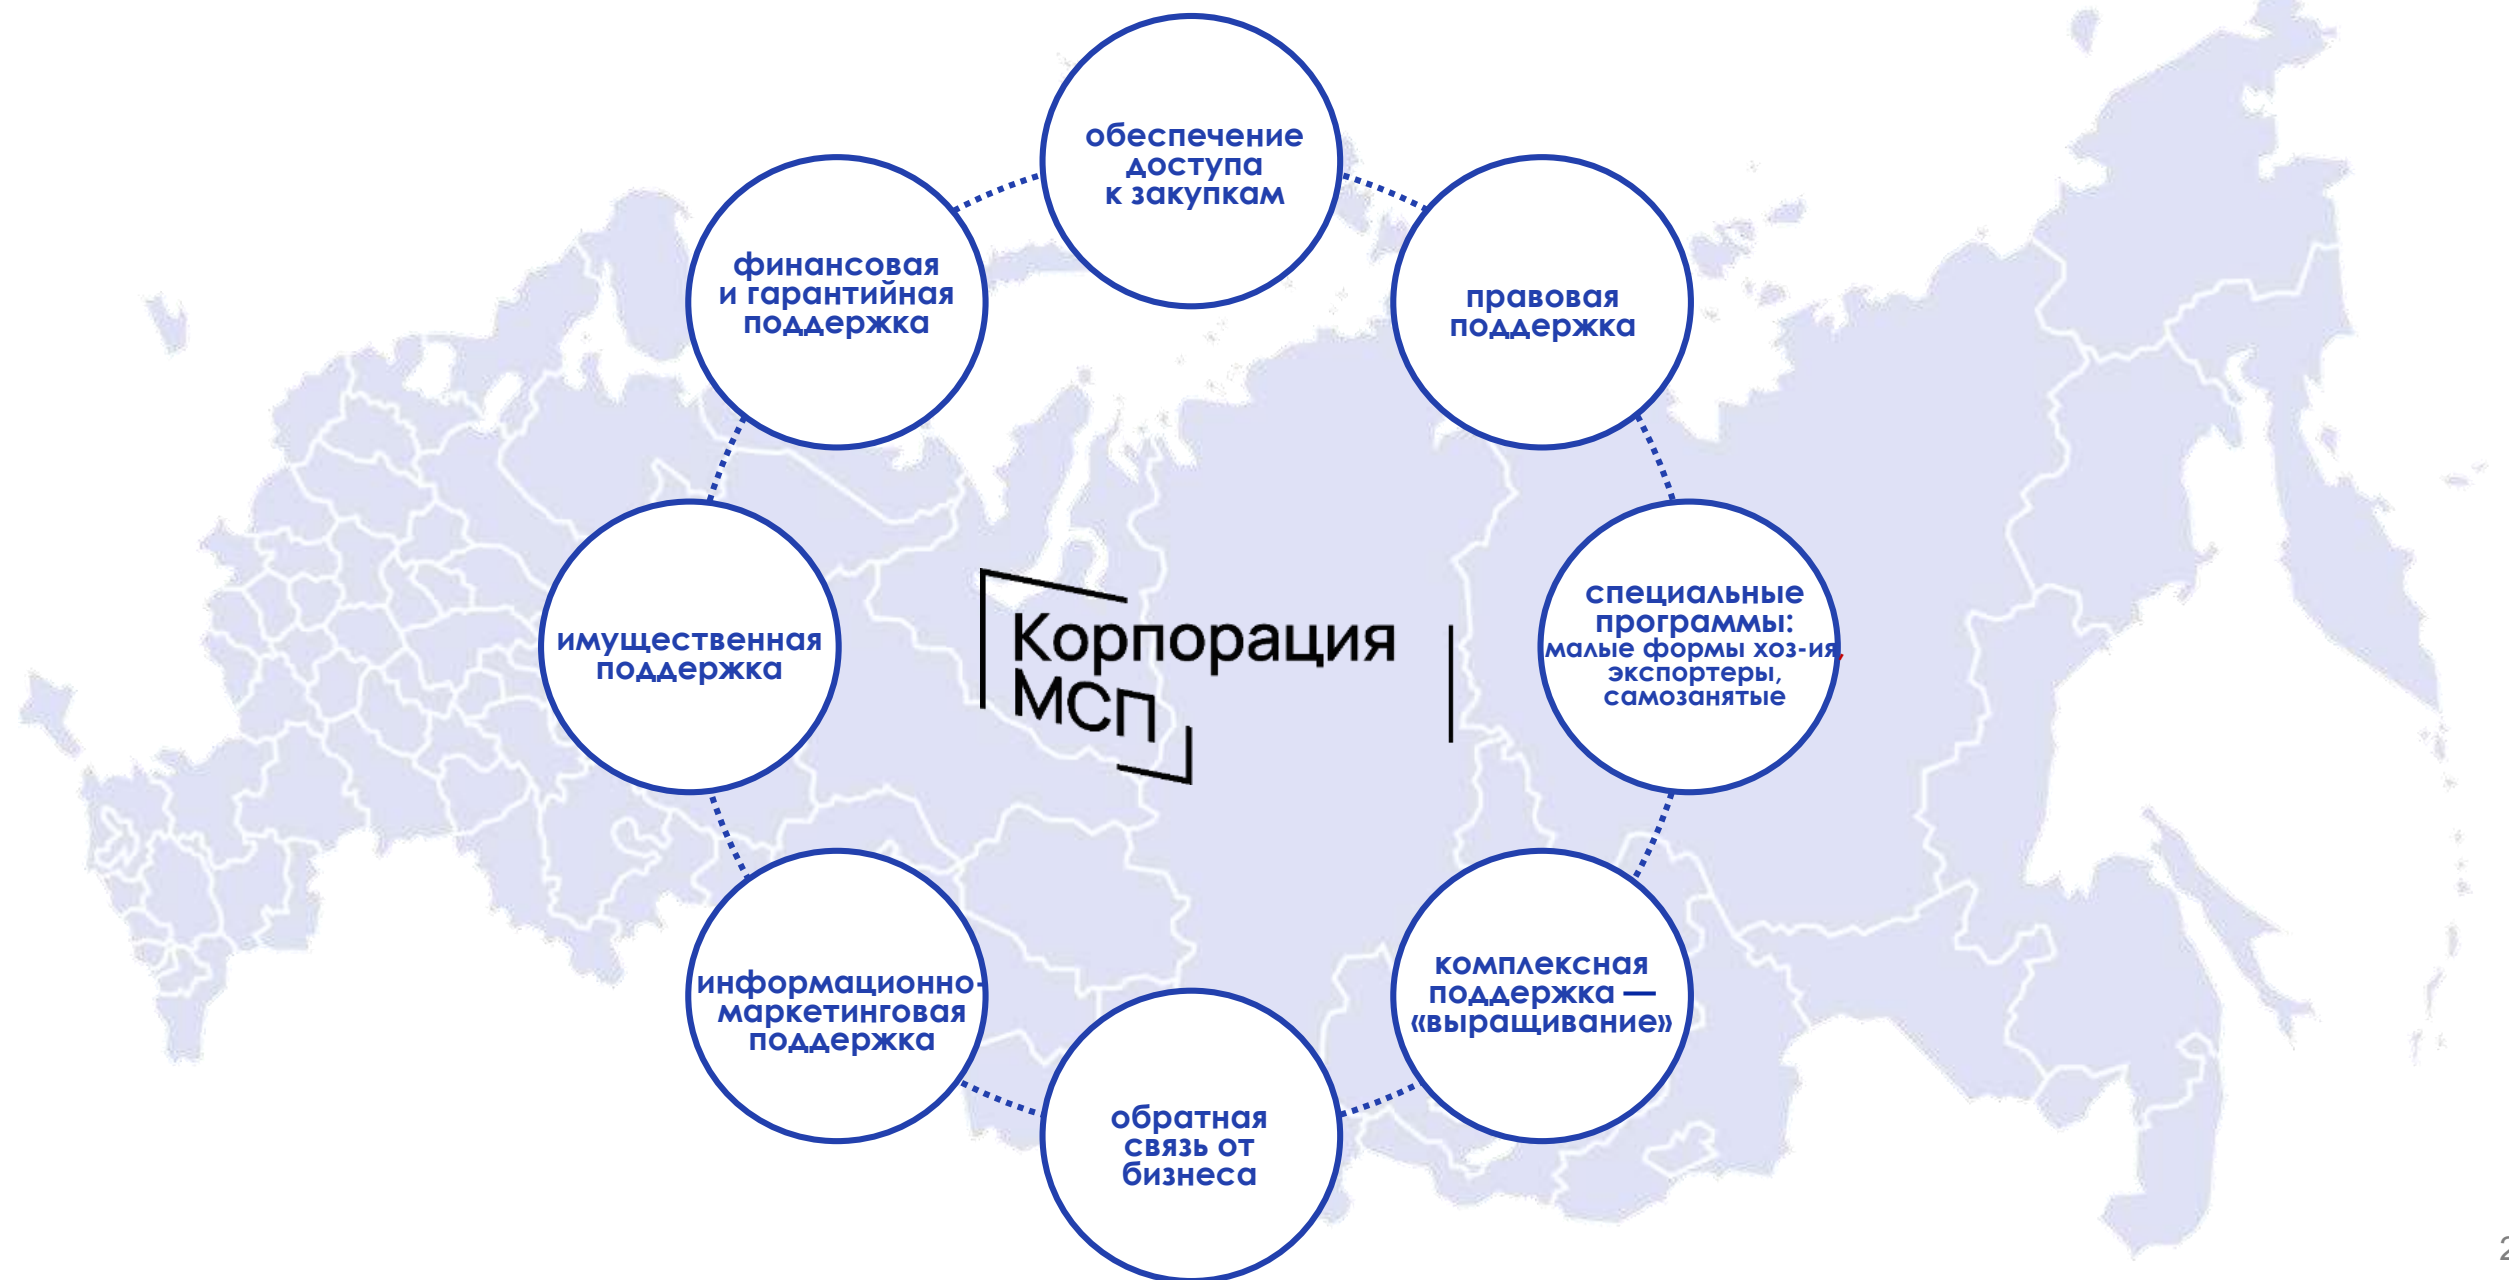 обеспечение
доступа
к закупкам
финансовая
и гарантийная
поддержка
правовая
поддержка
имущественная
поддержка
Корпорация
МСП
специальные
программы:
малые формы хоз-ия,
экспортеры,
самозанятые
информационно-
маркетинговая
поддержка
комплексная
поддержка —
«выращивание»
обратная
связь от
бизнеса
2